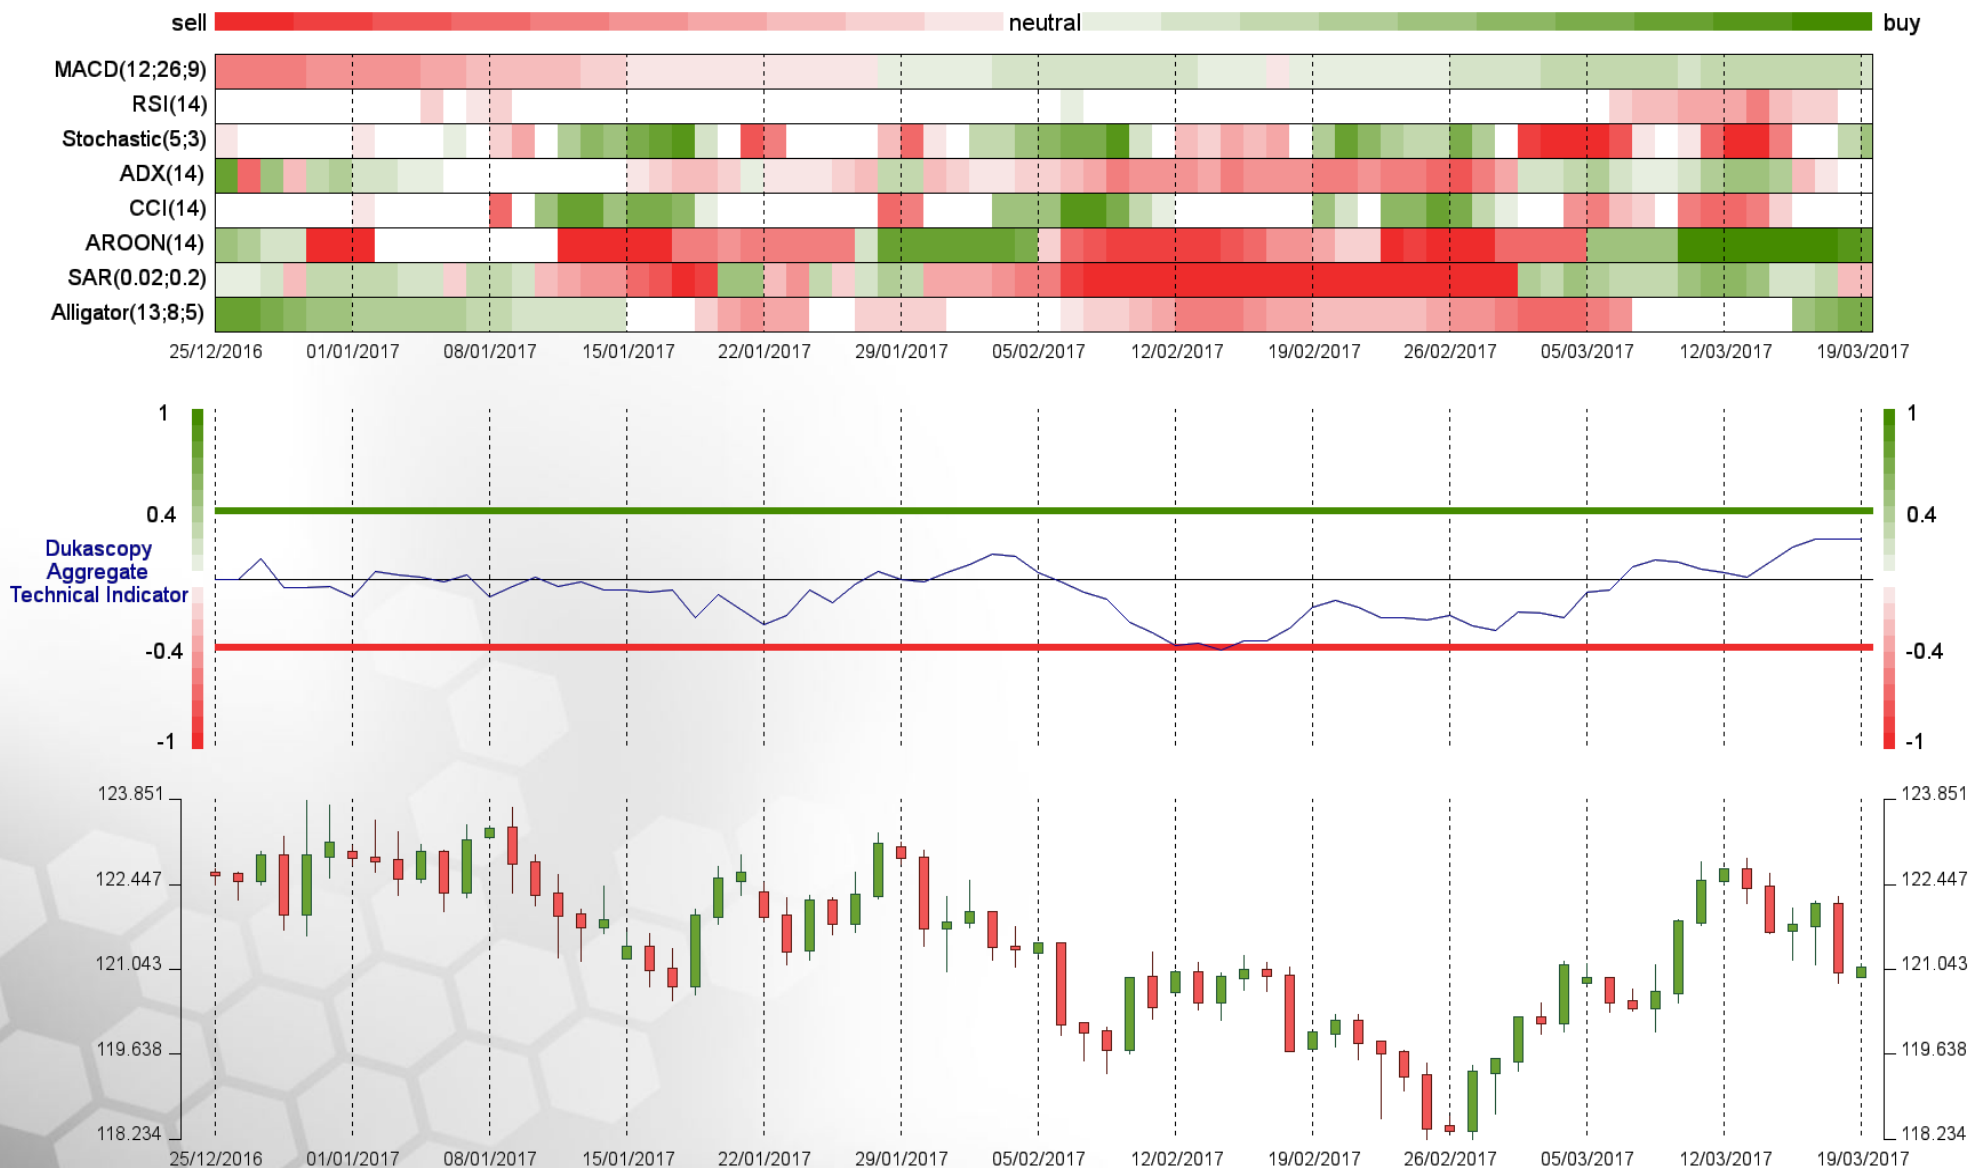 sell neutral buy
MACD(12;26;9)
RSI(14)
Stochastic(5;3)
ADX(14)
CCI(14)
AROON(14)
SAR(0.02;0.2)
Alligator(13;8;5)
25/12/2016 01/01/2017 08/01/2017 15/01/2017 22/01/2017 29/01/2017 05/02/2017 12/02/2017 19/02/2017 26/02/2017 05/03/2017 12/03/2017 19/03/2017
1 1
0.4 0.4
Dukascopy
Aggregate
Technical Indicator
-0.4 -0.4
-1 -1
123.851 123.851
122.447 122.447
121.043 121.043
119.638 119.638
118.234 118.234
25/12/2016 01/01/2017 08/01/2017 15/01/2017 22/01/2017 29/01/2017 05/02/2017 12/02/2017 19/02/2017 26/02/2017 05/03/2017 12/03/2017 19/03/2017